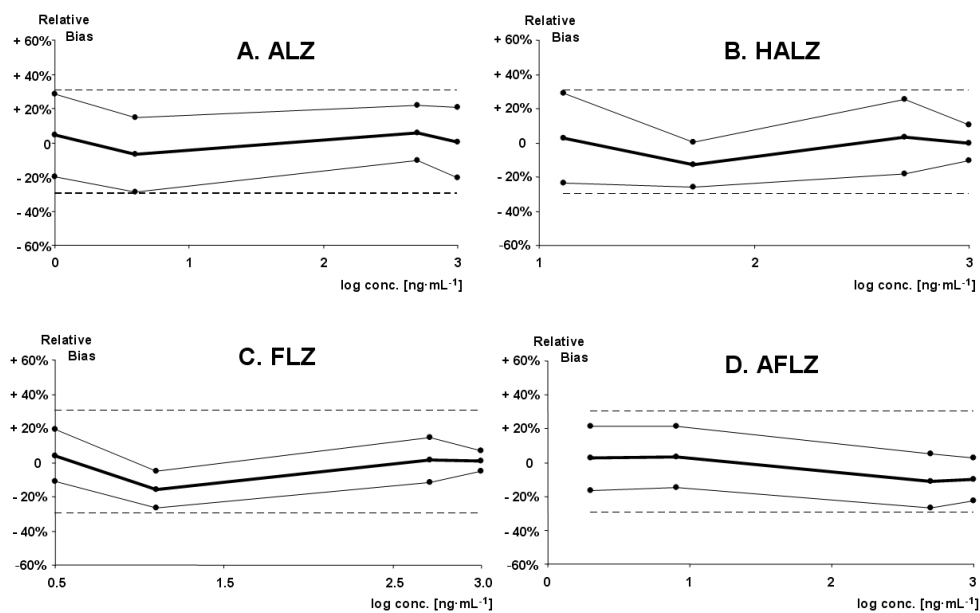 Relative
Bias
A. ALZ
+ 60%
+ 40%
+ 20%
0
- 20%
- 40%
- 60%
0
1
2
3
log conc. [ng·mL⁻¹]
Relative
Bias
B. HALZ
+ 60%
+ 40%
+ 20%
0
- 20%
- 40%
-60%
1
2
3
log conc. [ng·mL⁻¹]
Relative
Bias
C. FLZ
+ 60%
+ 40%
+ 20%
0
- 20%
- 40%
-60%
0.5
1.5
2.5
3.0
log conc. [ng·mL⁻¹]
Relative
Bias
D. AFLZ
+ 60%
+ 40%
+ 20%
0
- 20%
- 40%
-60%
0
1
2
3
log conc. [ng·mL⁻¹]